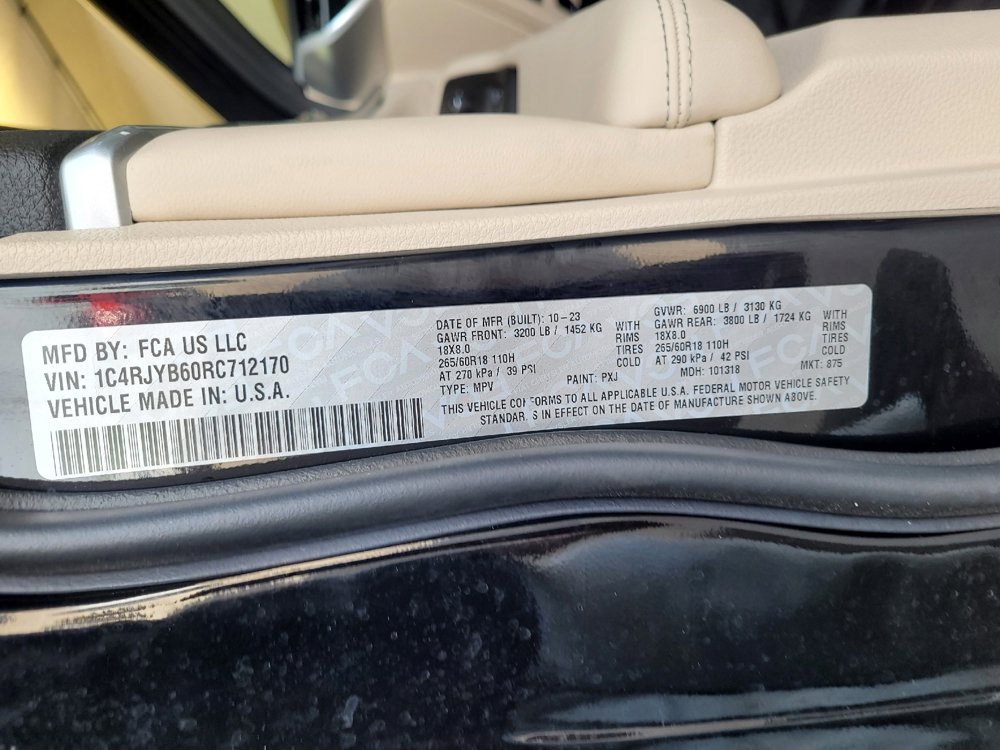 MFD BY: FCA US LLC
VIN: 1C4RJYB60RC712170
VEHICLE MADE IN: U.S.A.
DATE OF MFR (BUILT): 10-23
GAWR FRONT: 3200 LB / 1452 KG WITH
18X8.0 RIMS
265/60R18 110H TIRES
AT 270 kPa / 39 PSI COLD
TYPE: MPV PAINT: PXJ
GVWR: 6900 LB / 3130 KG
GAWR REAR: 3800 LB / 1724 KG WITH
18X8.0 RIMS
265/60R18 110H TIRES
AT 290 kPa / 42 PSI COLD
MDH: 101318 MKT: 875
THIS VEHICLE CO FORMS TO ALL APPLICABLE U.S.A. FEDERAL MOTOR VEHICLE SAFETY
STANDAR S IN EFFECT ON THE DATE OF MANUFACTURE SHOWN ABOVE.